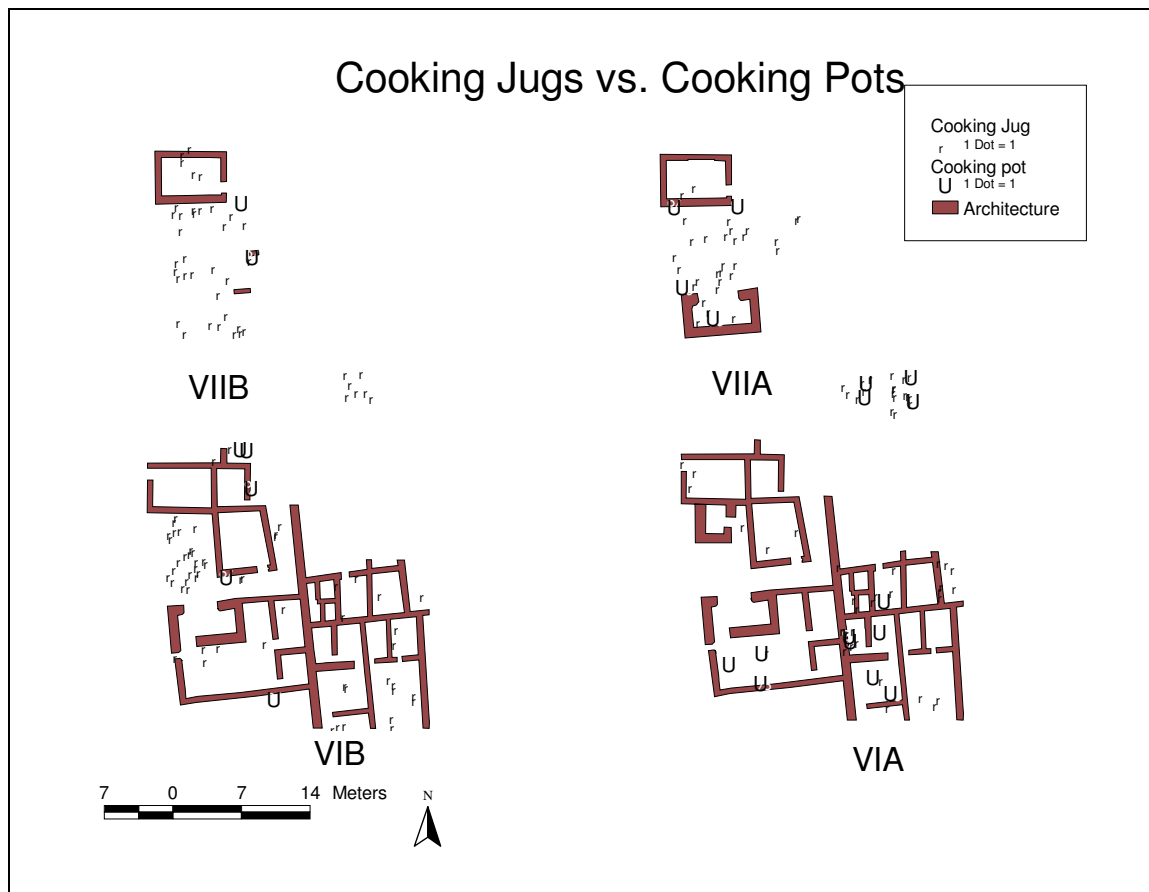 Cooking Jugs vs. Cooking Pots
Cooking Jug
r 1 Dot = 1
Cooking pot
U 1 Dot = 1
Architecture
VIIB
VIIA
VIB
VIA
7 0 7 14 Meters
N